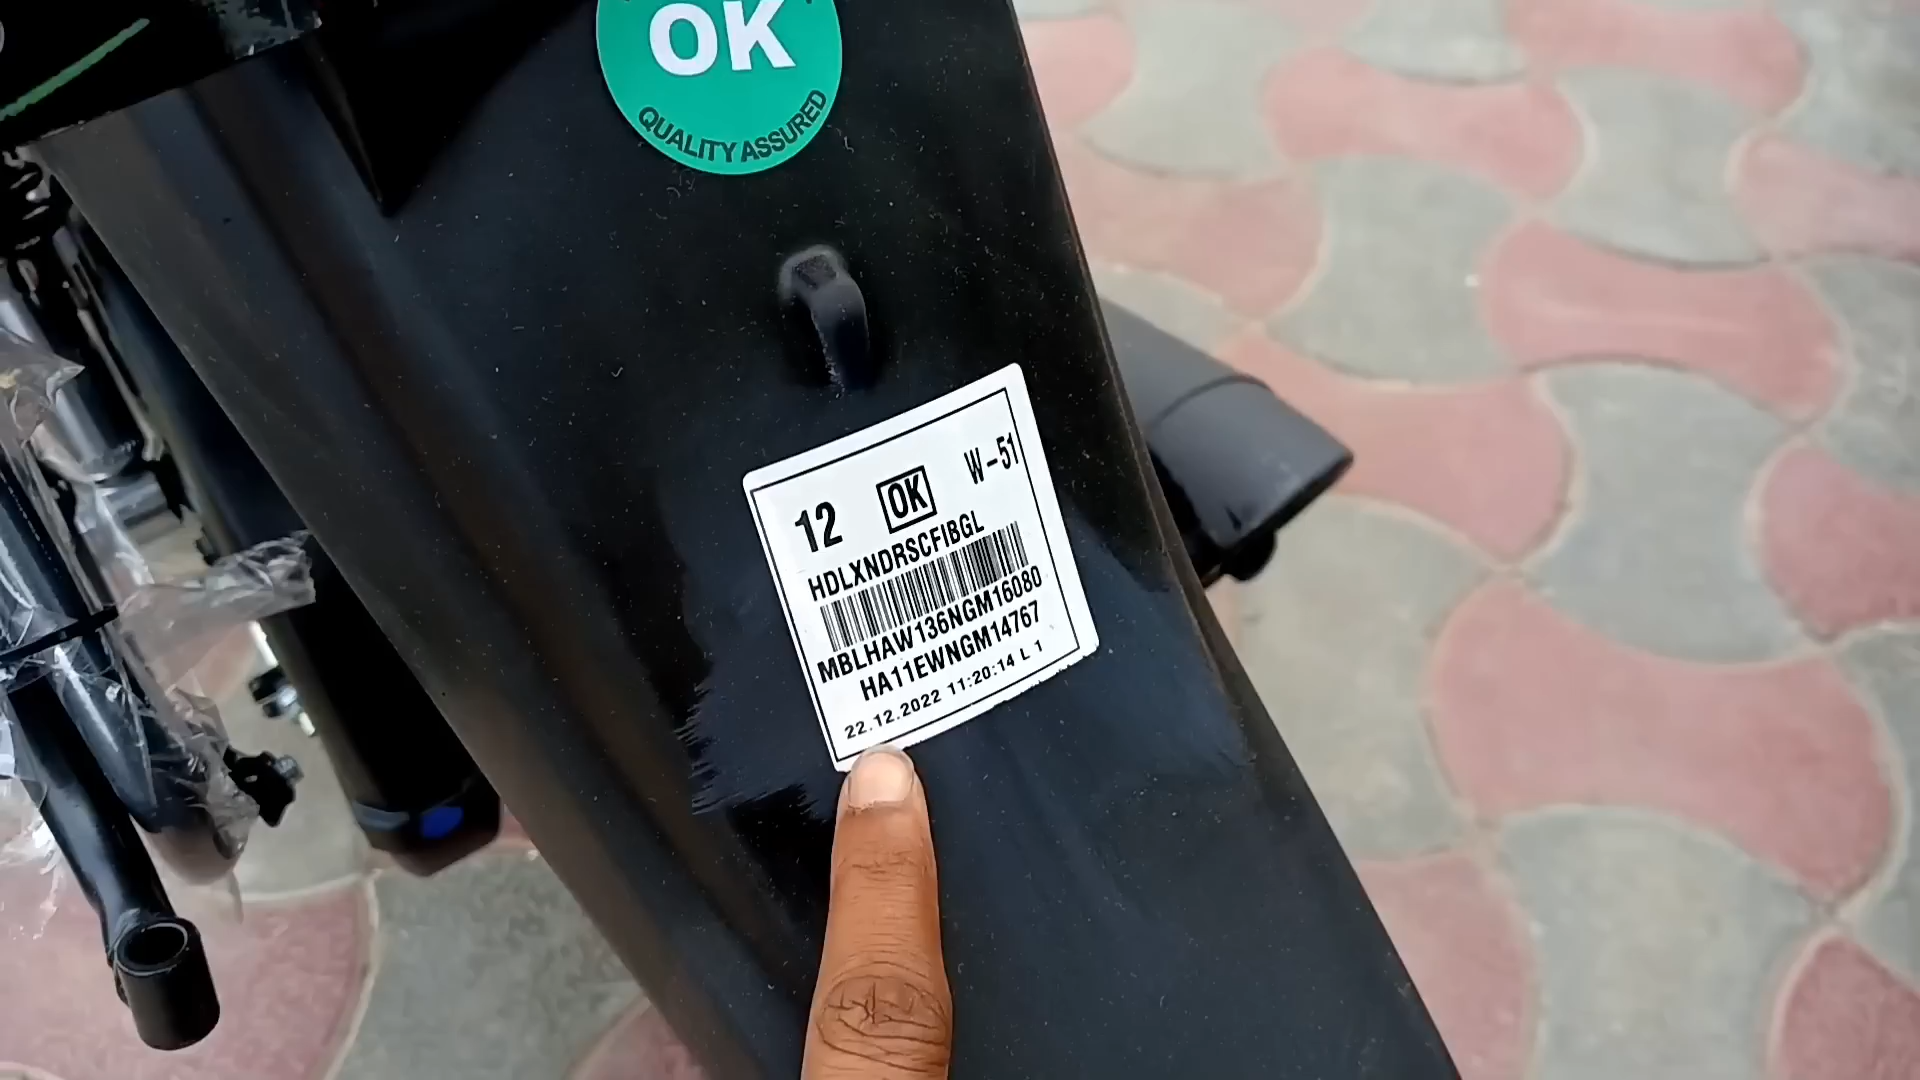 OK
QUALITY ASSURED
12 OK W-51
HDLXNDRSCFIBGL
MBLHAW136NGM16080
HA11EWNGM14767
22.12.2022 11:20:14 L 1